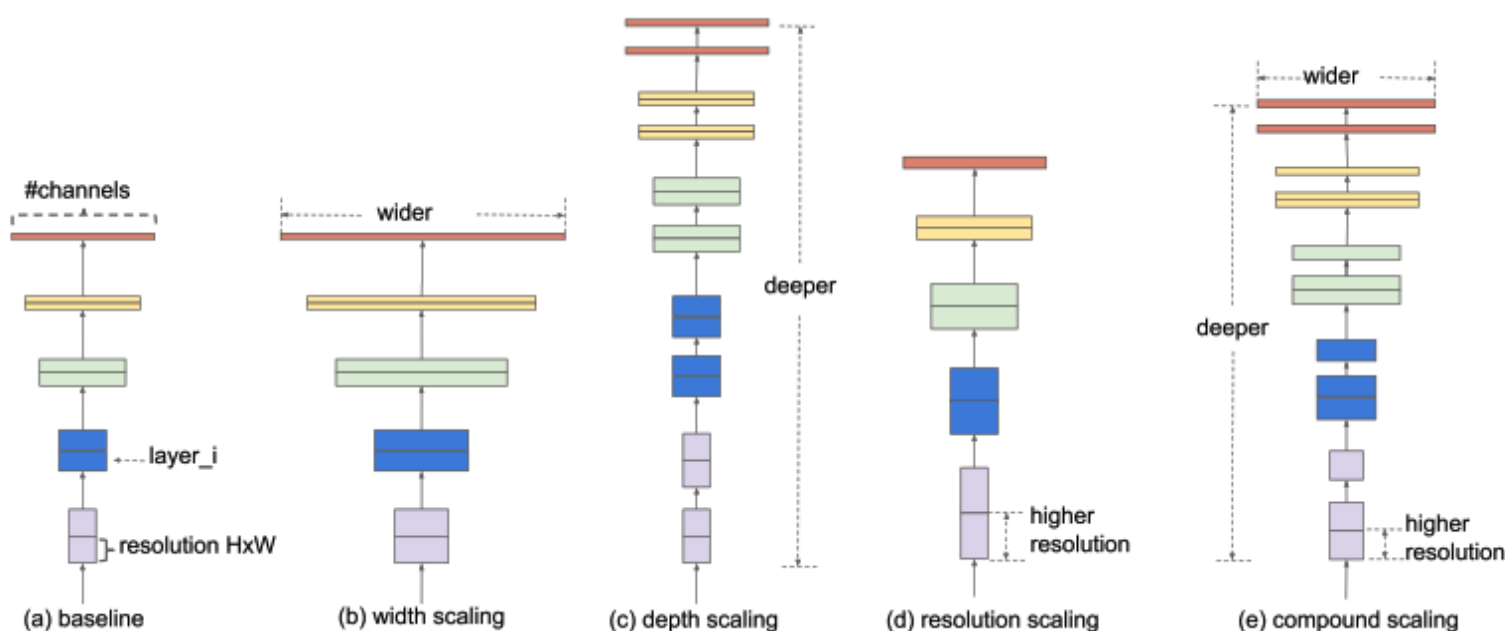 #channels
layer_i
resolution HxW
(a) baseline
wider
(b) width scaling
deeper
(c) depth scaling
higher
resolution
(d) resolution scaling
wider
deeper
higher
resolution
(e) compound scaling